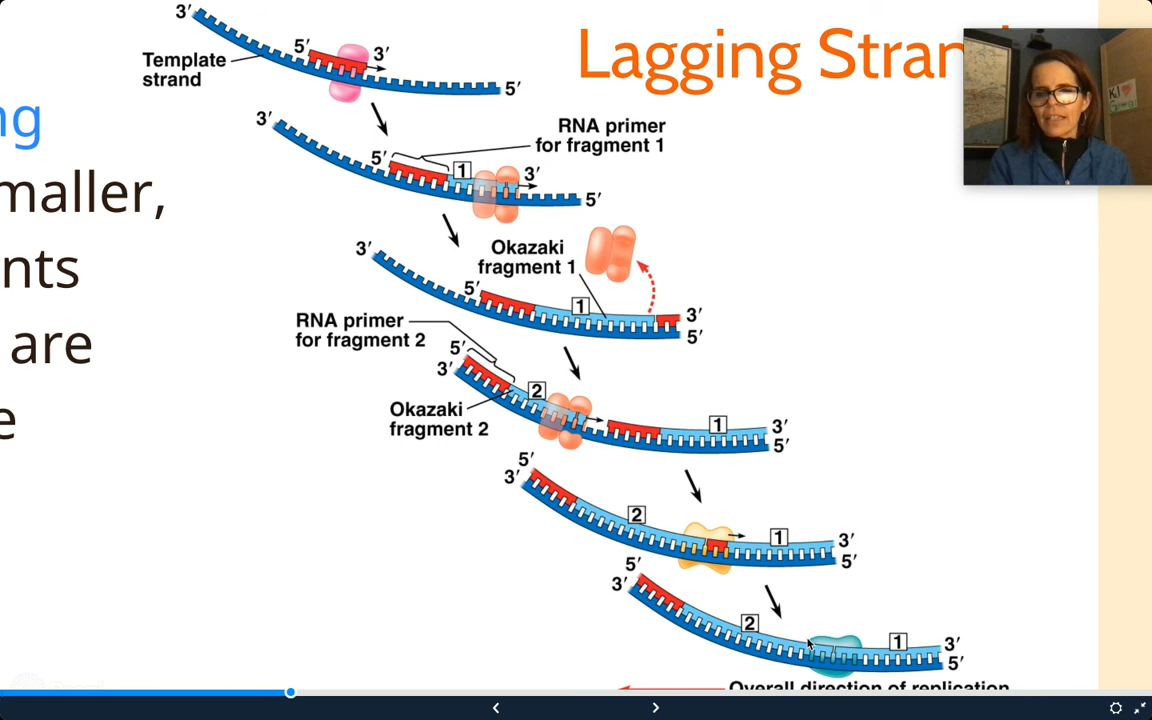 Lagging Stran
ng
maller,
nts
are
e
3′
5′
3′
Template
strand
5′
3′
RNA primer
for fragment 1
5′
1
3′
5′
3′
Okazaki
fragment 1
5′
1
3′
5′
RNA primer
for fragment 2
5′
3′
2
Okazaki
fragment 2
1
3′
5′
5′
3′
2
1
3′
5′
5′
3′
2
1
3′
5′
Overall direction of replication